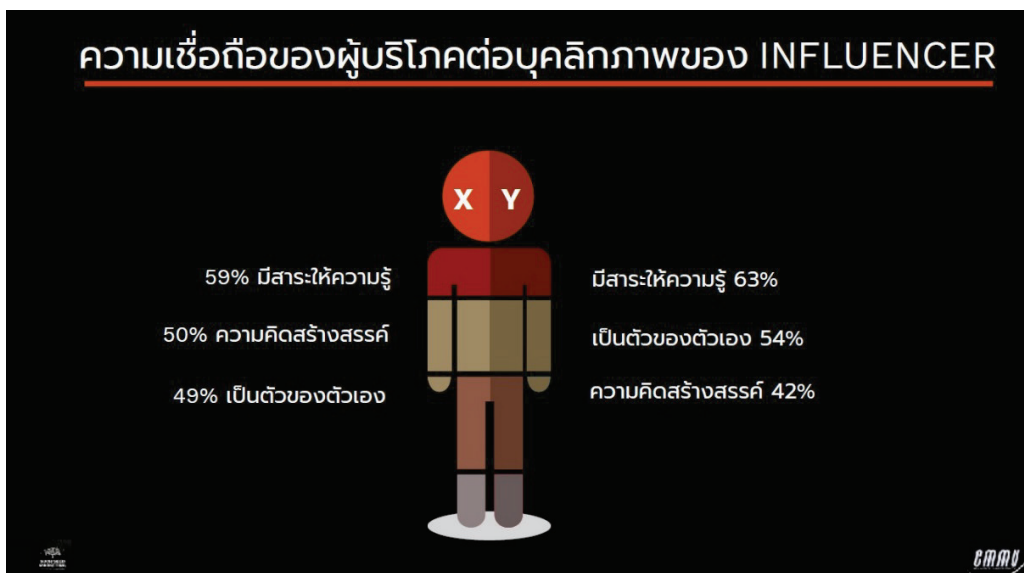 ความเชื่อถือของผู้บริโภคต่อบุคลิกภาพของ INFLUENCER
X Y
59% มีสาระให้ความรู้
50% ความคิดสร้างสรรค์
49% เป็นตัวของตัวเอง
มีสาระให้ความรู้ 63%
เป็นตัวของตัวเอง 54%
ความคิดสร้างสรรค์ 42%